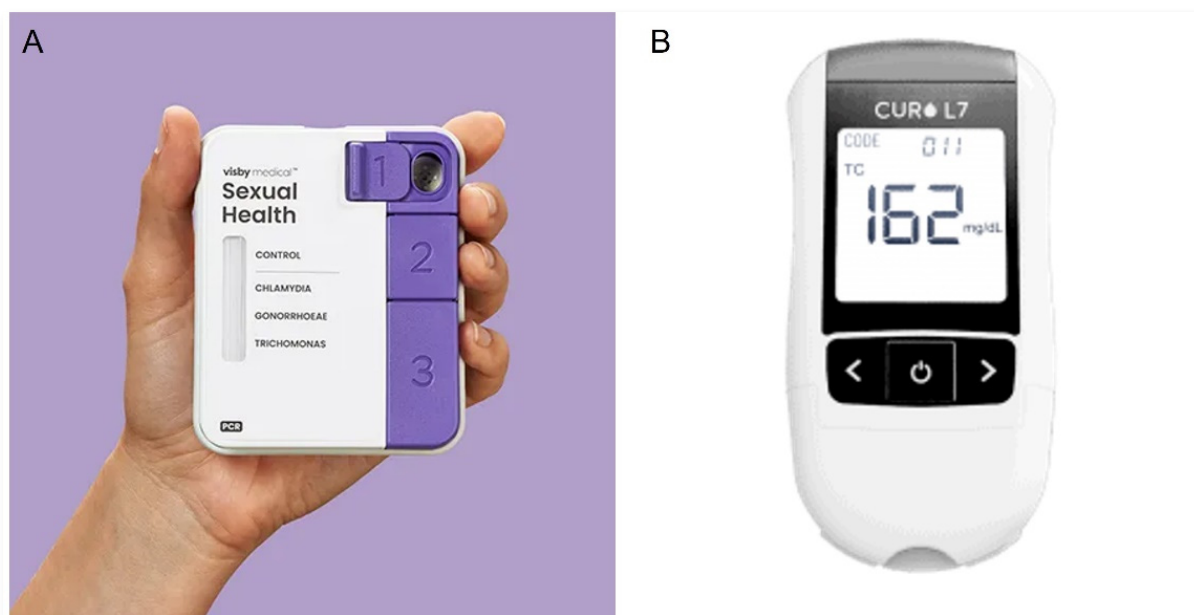 A
visby medical™
Sexual
Health
1
2
3
CONTROL
CHLAMYDIA
GONORRHOEAE
TRICHOMONAS
PCR
B
CURO L7
CODE 011
TC
162 mg/dL